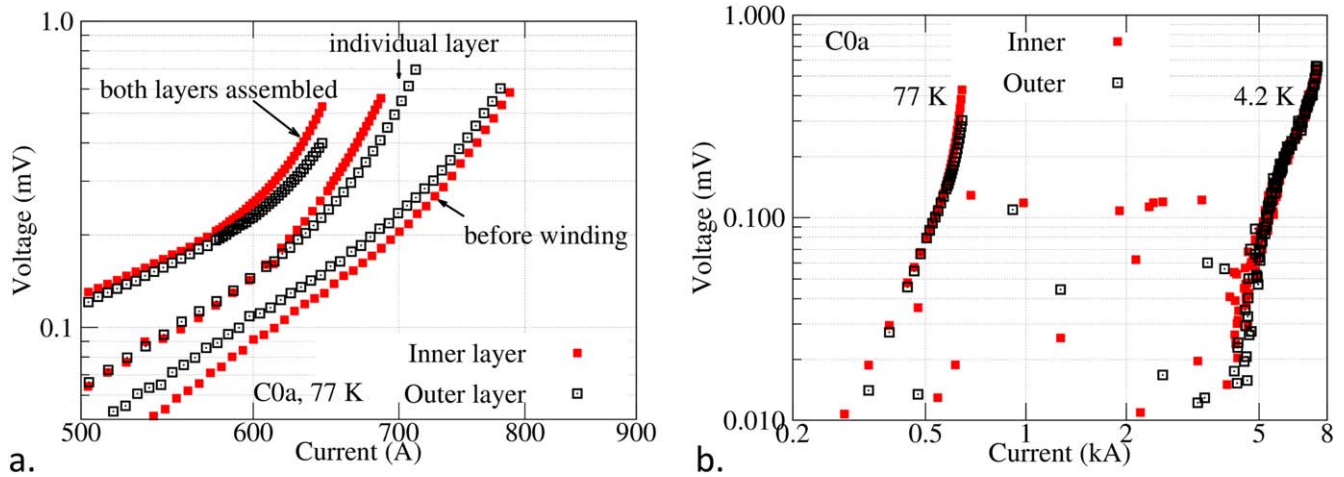 1.0
individual layer
both layers assembled
Voltage (mV)
before winding
0.1
Inner layer
C0a, 77 K
Outer layer
500 600 700 800 900
Current (A)
a.
1.000
C0a
Inner
Outer
77 K
4.2 K
Voltage (mV)
0.100
0.010
0.2 0.5 1 2 5 8
Current (kA)
b.